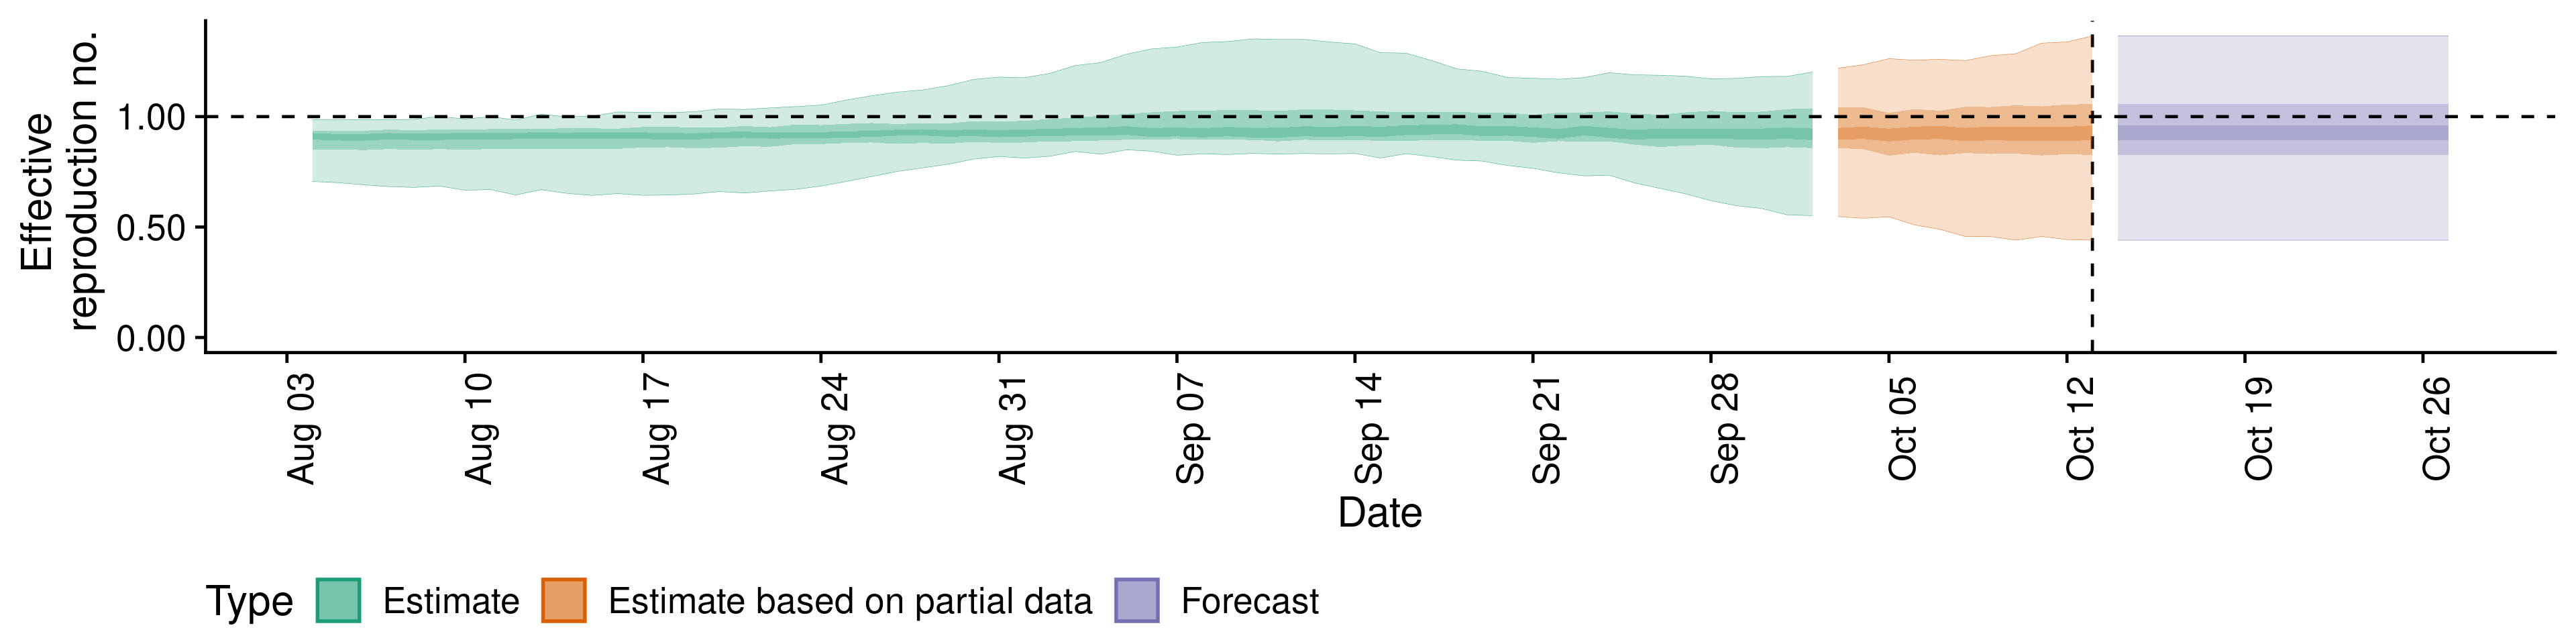 Effective
reproduction no.
1.00
0.50
0.00
Aug 03
Aug 10
Aug 17
Aug 24
Aug 31
Sep 07
Sep 14
Sep 21
Sep 28
Oct 05
Oct 12
Oct 19
Oct 26
Date
Type Estimate Estimate based on partial data Forecast